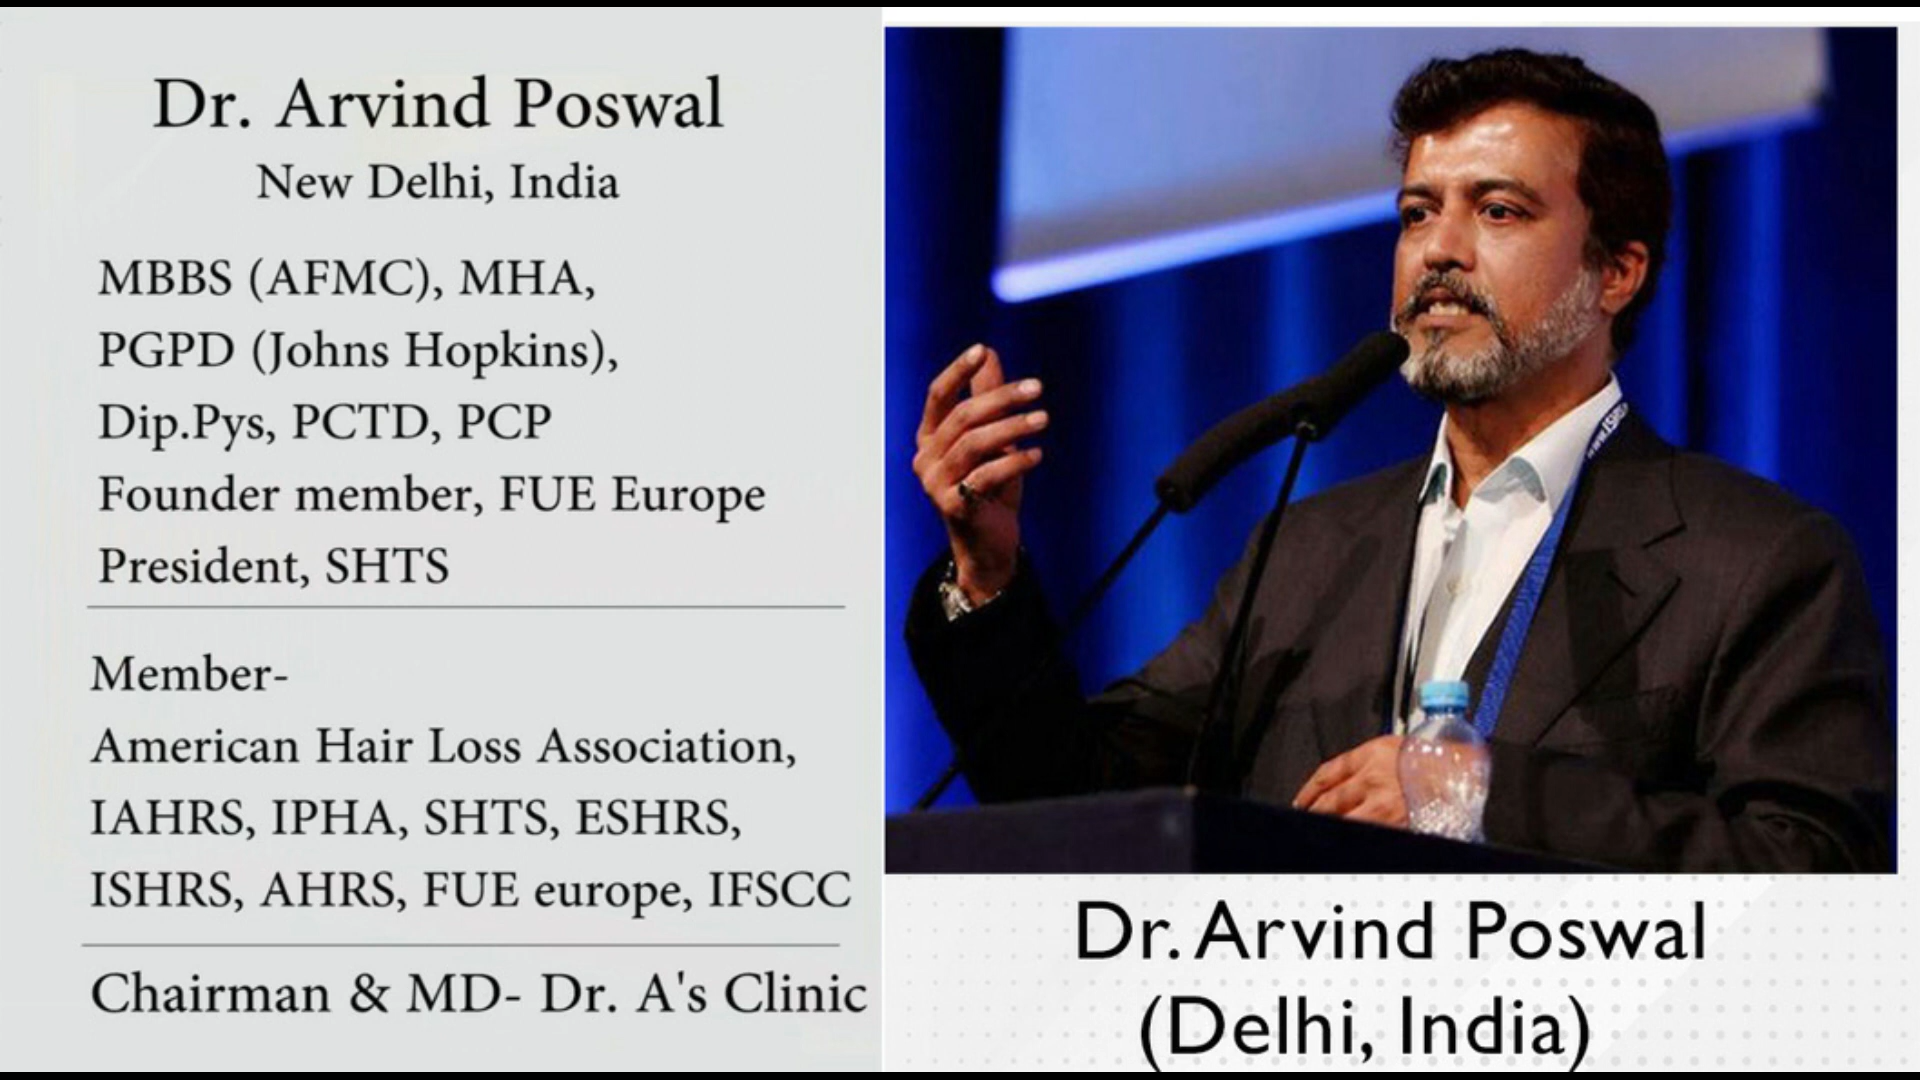 Dr. Arvind Poswal
New Delhi, India
MBBS (AFMC), MHA,
PGPD (Johns Hopkins),
Dip.Pys, PCTD, PCP
Founder member, FUE Europe
President, SHTS
Member-
American Hair Loss Association,
IAHRS, IPHA, SHTS, ESHRS,
ISHRS, AHRS, FUE europe, IFSCC
Chairman & MD- Dr. A's Clinic
Dr. Arvind Poswal
(Delhi, India)